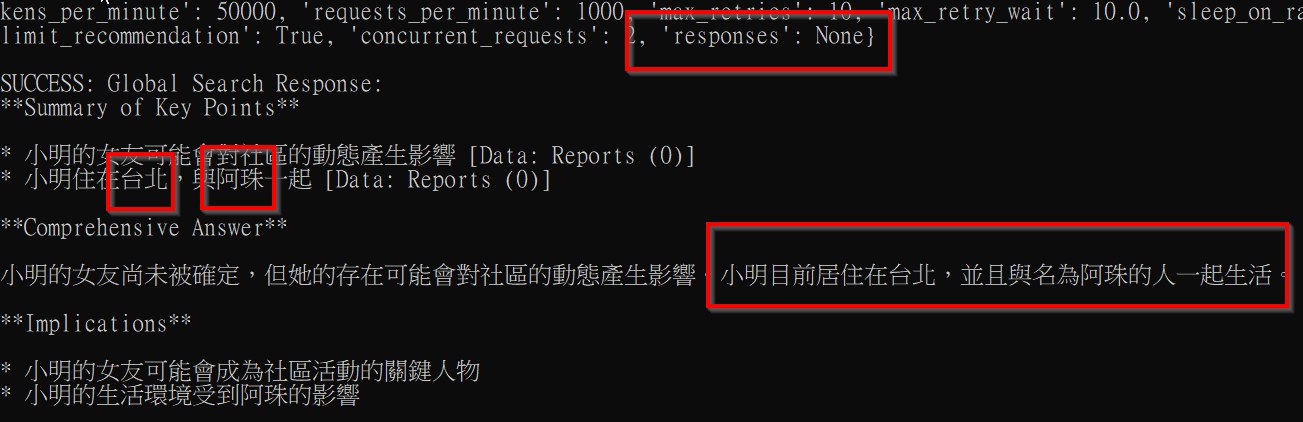 kens_per_minute': 50000, 'requests_per_minute': 1000, 'max_retries': 10, 'max_retry_wait': 10.0, 'sleep_on_ra
limit_recommendation': True, 'concurrent_requests': 2, 'responses': None}
SUCCESS: Global Search Response:
**Summary of Key Points**
* 小明的女友可能會對社區的動態產生影響 [Data: Reports (0)]
* 小明住在台北，與阿珠一起 [Data: Reports (0)]
**Comprehensive Answer**
小明的女友尚未被確定，但她的存在可能會對社區的動態產生影響。小明目前居住在台北，並且與名為阿珠的人一起生活。
**Implications**
* 小明的女友可能會成為社區活動的關鍵人物
* 小明的生活環境受到阿珠的影響